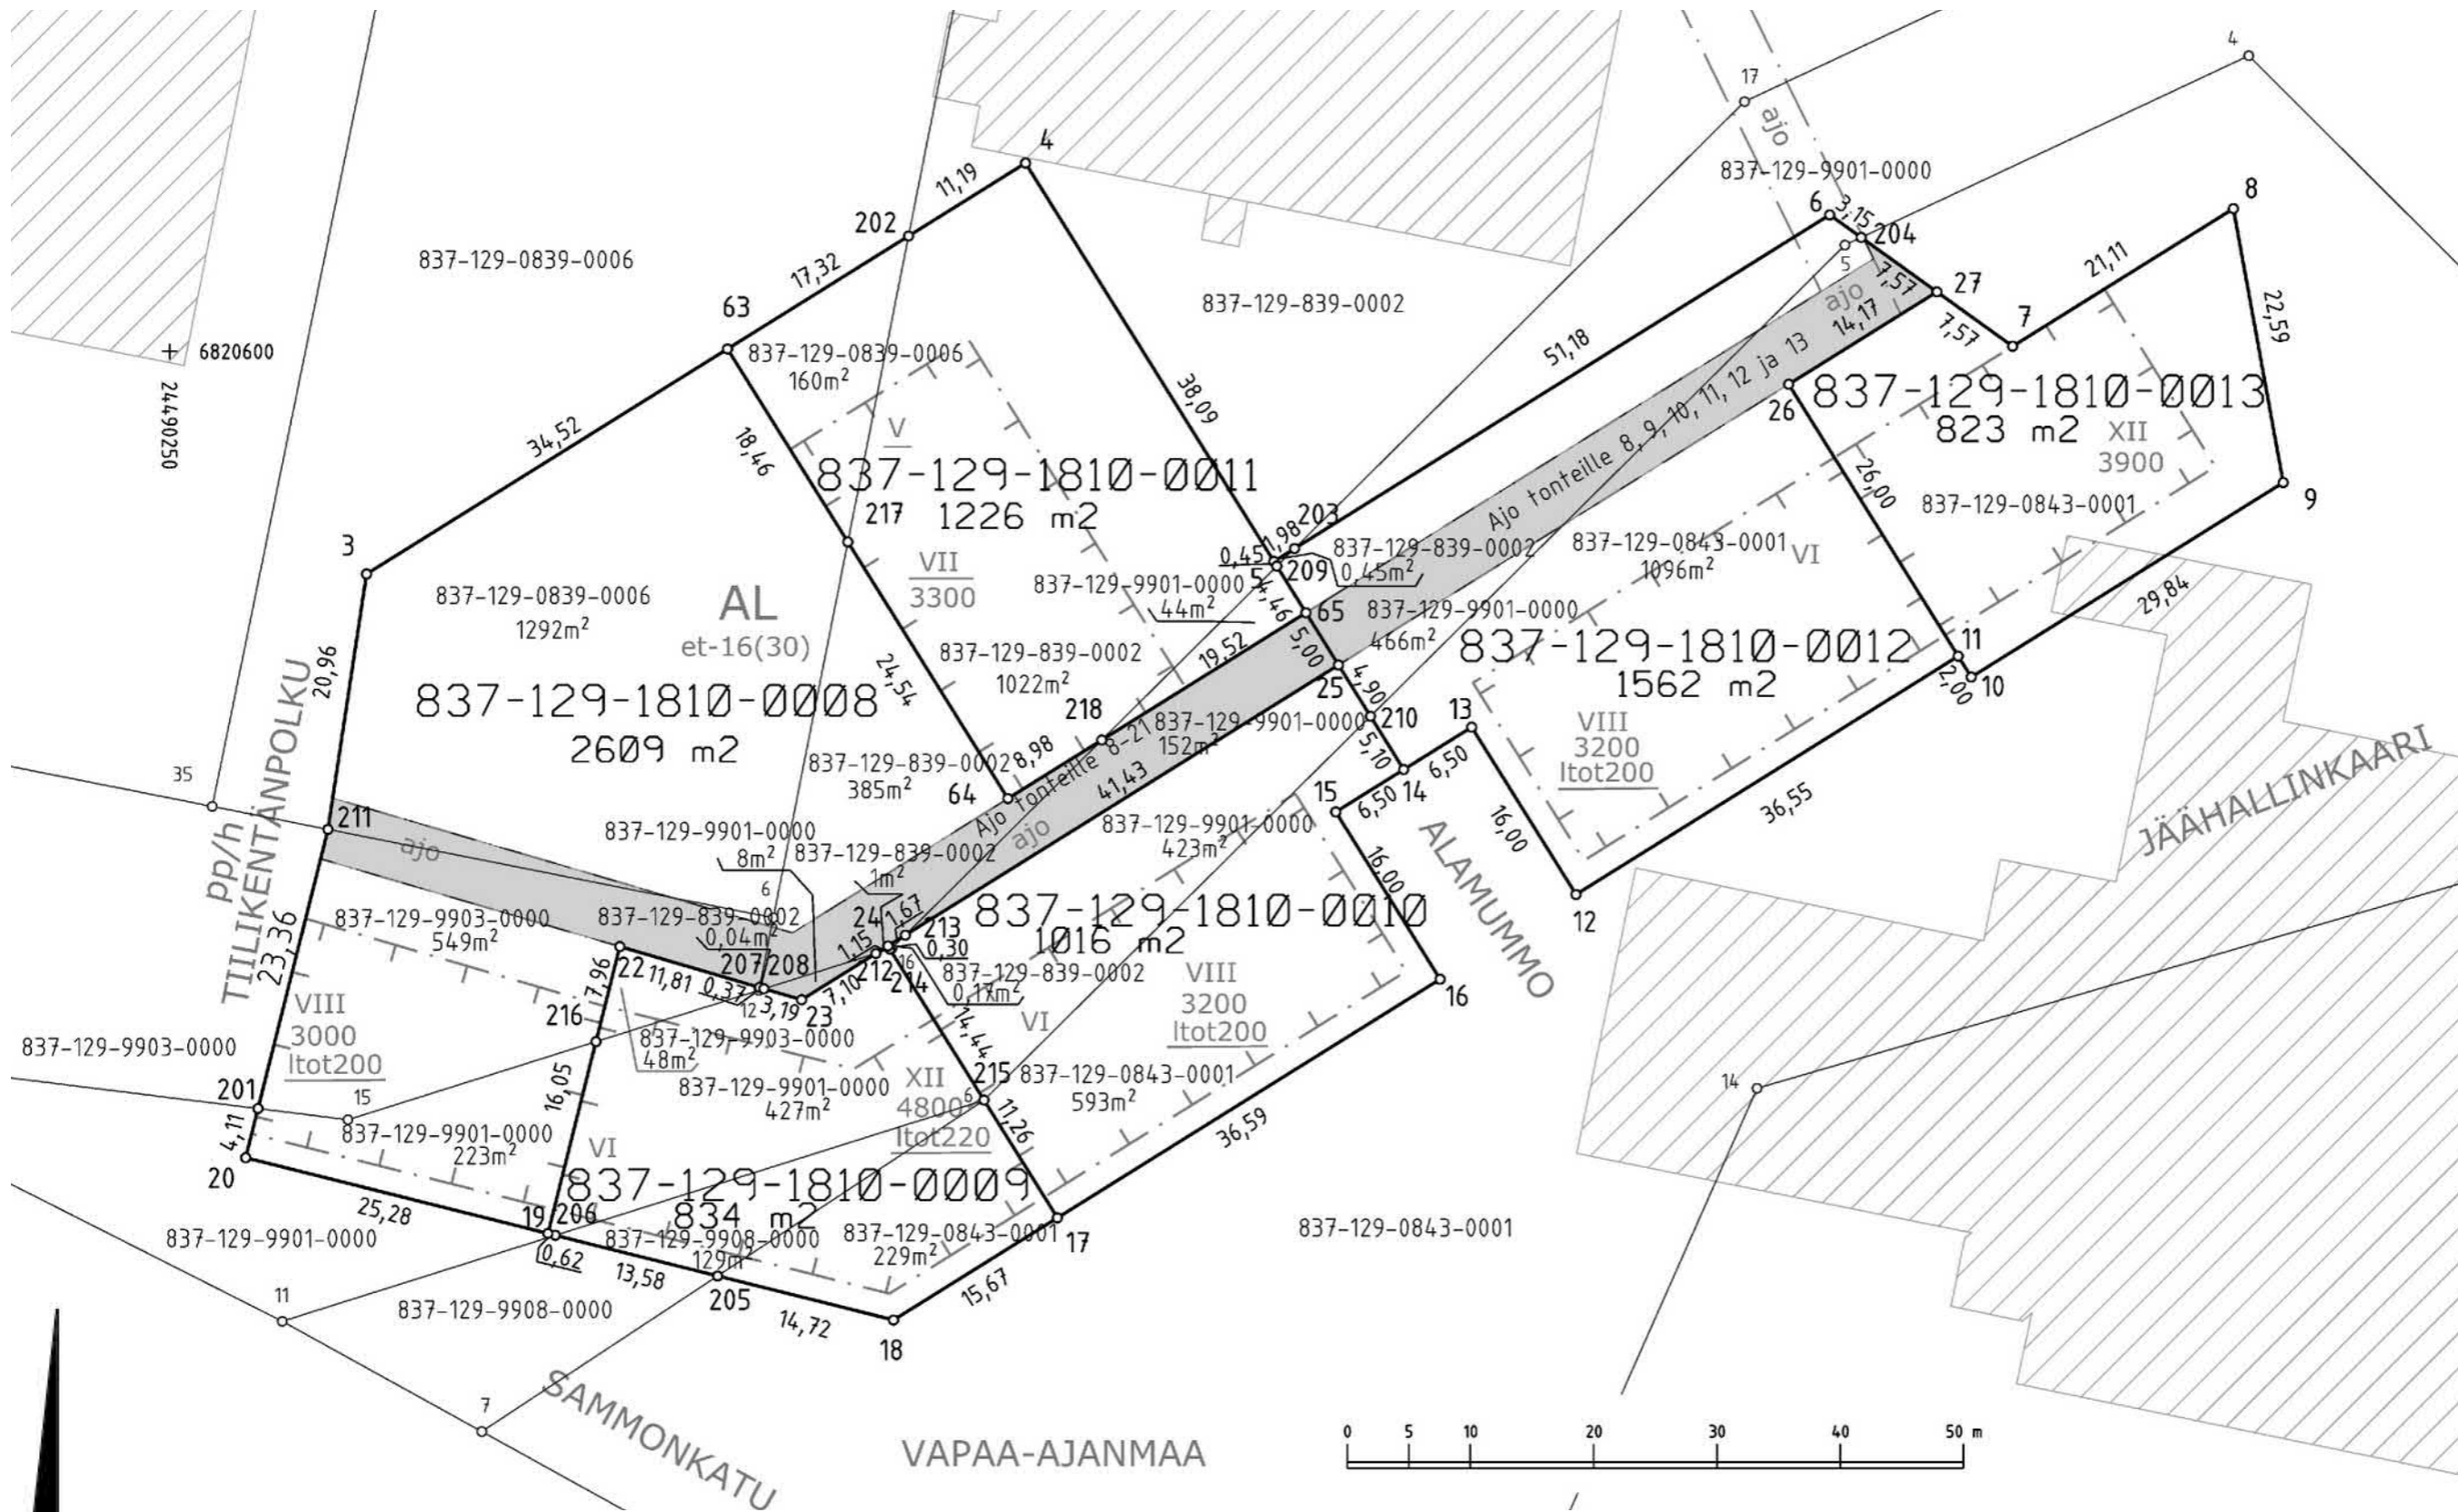 4
17
ajo
837-129-9901-0000
4
11,19
202
6
3,15
204
8
837-129-0839-0006
17,32
5
7,57
27
21,11
63
837-129-839-0002
ajo
14,17
7,57
7
22,59
6820600
24490250
837-129-0839-0006
160m²
51,18
38,09
26
837-129-1810-0013
823 m2
XII
3900
34,52
18,46
V
837-129-1810-0011
217
1226 m2
Ajo tonteille 8, 9, 10, 11, 12 ja 13
26,00
837-129-0843-0001
9
3
1,98
203
0,45
5
209
837-129-839-0002
0,45m²
837-129-0843-0001
1096m²
VI
VII
3300
837-129-9901-0000
44m²
4,46
65
837-129-9901-0000
466m²
29,84
837-129-0839-0006
1292m²
AL
et-16(30)
20,96
837-129-839-0002
1022m²
19,52
5,00
837-129-1810-0012
1562 m2
11
2,00
10
24,54
837-129-1810-0008
2609 m2
218
25
4,90
210
13
VIII
3200
Itot200
837-129-9901-0000
152m²
837-129-839-0002
385m²
8,98
64
Ajo tonteille 8-21
ajo
41,43
5,10
14
6,50
15
6,50
36,55
JÄÄHALLINKAARI
35
211
ajo
pp/h
TIILIKENTÄNPOLKU
837-129-9901-0000
8m²
837-129-839-0002
1m²
837-129-9901-0000
423m²
16,00
16,00
ALAMUMMO
12
23,36
837-129-9903-0000
549m²
6
837-129-839-0002
0,04m²
24
1,67
213
0,30
837-129-1810-0010
1016 m2
1,15
212
16
214
22
11,81
207
208
0,37
12
3,79
23
7,10
837-129-839-0002
0,17m²
VIII
3200
Itot200
16
7,96
216
VIII
3000
Itot200
837-129-9903-0000
48m²
14,44
VI
837-129-9903-0000
201
15
4,11
16,05
837-129-9901-0000
427m²
XII
4800
Itot220
215
6
837-129-0843-0001
593m²
14
11,26
36,59
837-129-9901-0000
223m²
VI
20
25,28
837-129-1810-0009
834 m2
19
206
837-129-9908-0000
129m²
837-129-0843-0001
229m²
17
837-129-0843-0001
837-129-9901-0000
0,62
13,58
205
14,72
15,67
18
11
837-129-9908-0000
7
SAMMONKATU
VAPAA-AJANMAA
0 5 10 20 30 40 50 m